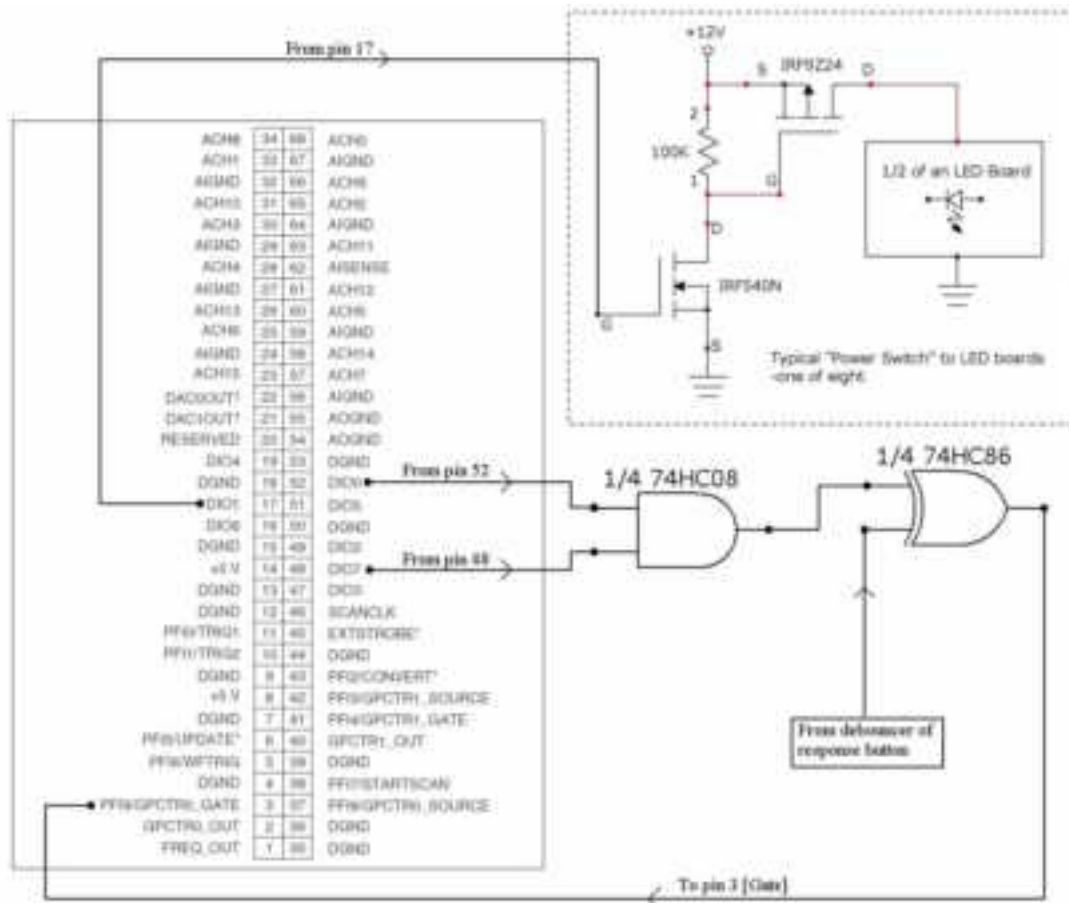 From pin 17
+12V
IRF9Z24
S
D
2
100K
1
G
D
1/2 of an LED Board
IRF540N
G
S
Typical "Power Switch" to LED boards
-one of eight
ACH8 34 68 ACH0
ACH1 33 67 AIGND
AIGND 32 66 ACH9
ACH10 31 65 ACH2
ACH3 30 64 AIGND
AIGND 29 63 ACH11
ACH4 28 62 AISENSE
AIGND 27 61 ACH12
ACH13 26 60 ACH5
ACH6 25 59 AIGND
AIGND 24 58 ACH14
ACH15 23 57 ACH7
DAC0OUT¹ 22 56 AIGND
DAC1OUT¹ 21 55 AOGND
RESERVED 20 54 AOGND
DIO4 19 53 DGND
DGND 18 52 DIO0
DIO1 17 51 DIO5
DIO6 16 50 DGND
DGND 15 49 DIO2
+5 V 14 48 DIO7
DGND 13 47 DIO3
DGND 12 46 SCANCLK
PFI0/TRIG1 11 45 EXTSTROBE*
PFI1/TRIG2 10 44 DGND
DGND 9 43 PFI2/CONVERT*
+5 V 8 42 PFI3/GPCTR1_SOURCE
DGND 7 41 PFI4/GPCTR1_GATE
PFI5/UPDATE* 6 40 GPCTR1_OUT
PFI6/WFTRIG 5 39 DGND
DGND 4 38 PFI7/STARTSCAN
PFI9/GPCTR0_GATE 3 37 PFI8/GPCTR0_SOURCE
GPCTR0_OUT 2 36 DGND
FREQ_OUT 1 35 DGND
From pin 52
From pin 48
1/4 74HC08
1/4 74HC86
From debouncer of
response button
To pin 3 [Gate]